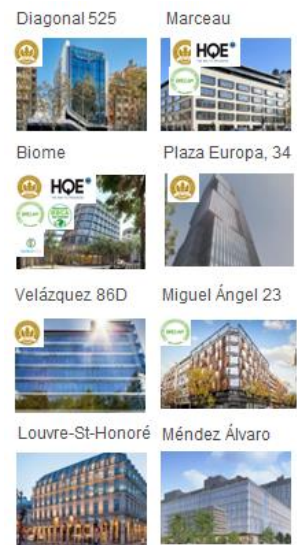 Diagonal 525
Marceau
HQE
Biome
Plaza Europa, 34
HQE
Velázquez 86D
Miguel Ángel 23
Louvre-St-Honoré
Méndez Álvaro